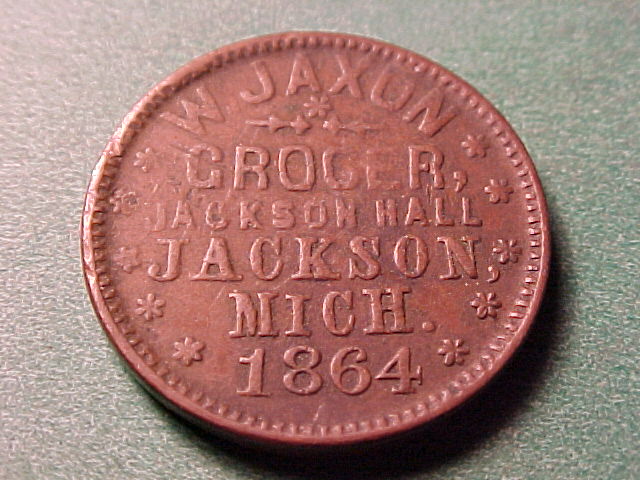 W JAXON
GROCER,
JACKSON HALL
JACKSON,
MICH.
1864